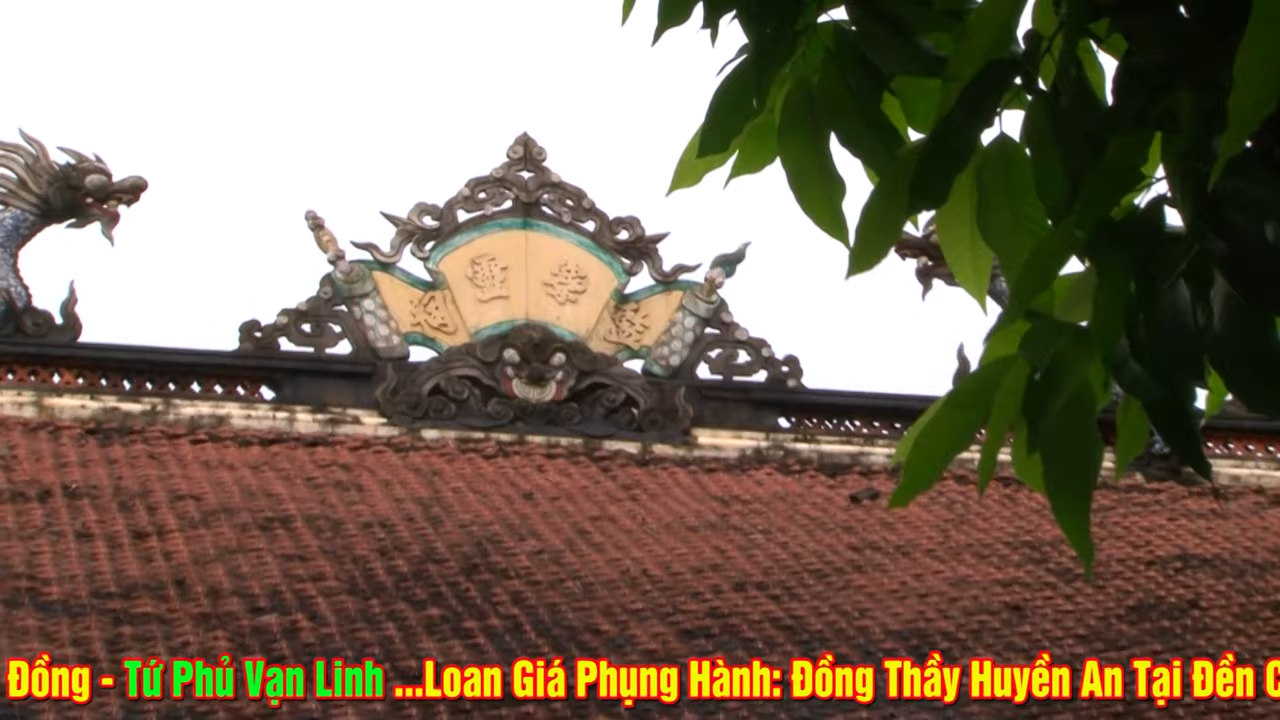 Đồng - Tứ Phủ Vạn Linh ...Loan Giá Phụng Hành: Đồng Thầy Huyền An Tại Đền